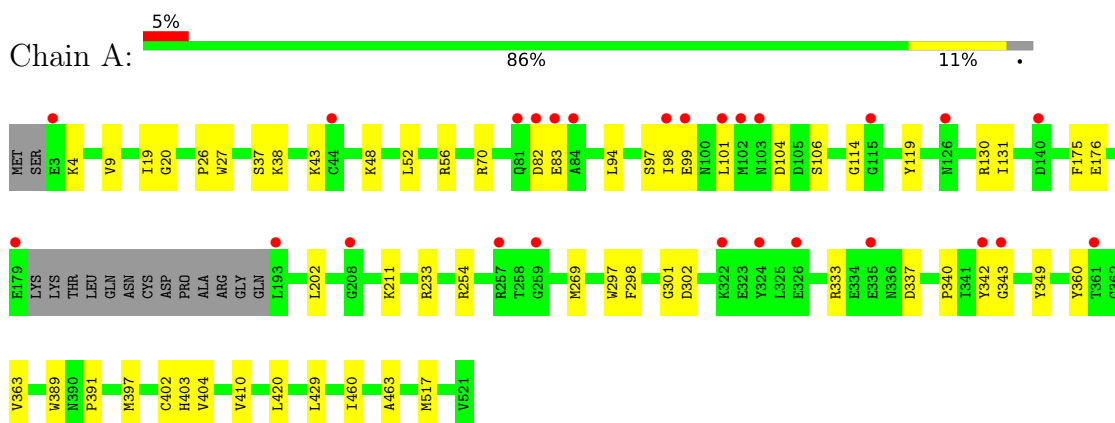 5%
Chain A:
86% 11% •
MET SER E3 K4 V9 I19 G20 P26 W27 S37 K38 K43 C44 K48 L52 R56 R70 Q81 D82 E83 A84 L94 S97 I98 E99 N100 L101 M102 N103 D104 D105 S106 G114 G115 Y119 N126 R130 I131 D140 F175 E176
E179 LYS LYS THR LEU GLN ASN CYS ASP PRO ALA ARG GLY GLN L193 L202 G208 K211 R233 R254 R257 T258 G259 M269 W297 F298 G301 D302 K322 E323 Y324 L325 E326 R333 E334 E335 N336 D337 P340 I341 Y342 G343 Y349 Y360 T361 G362
V363 W389 N390 P391 M397 C402 H403 V404 V410 L420 L429 I460 A463 M517 V521